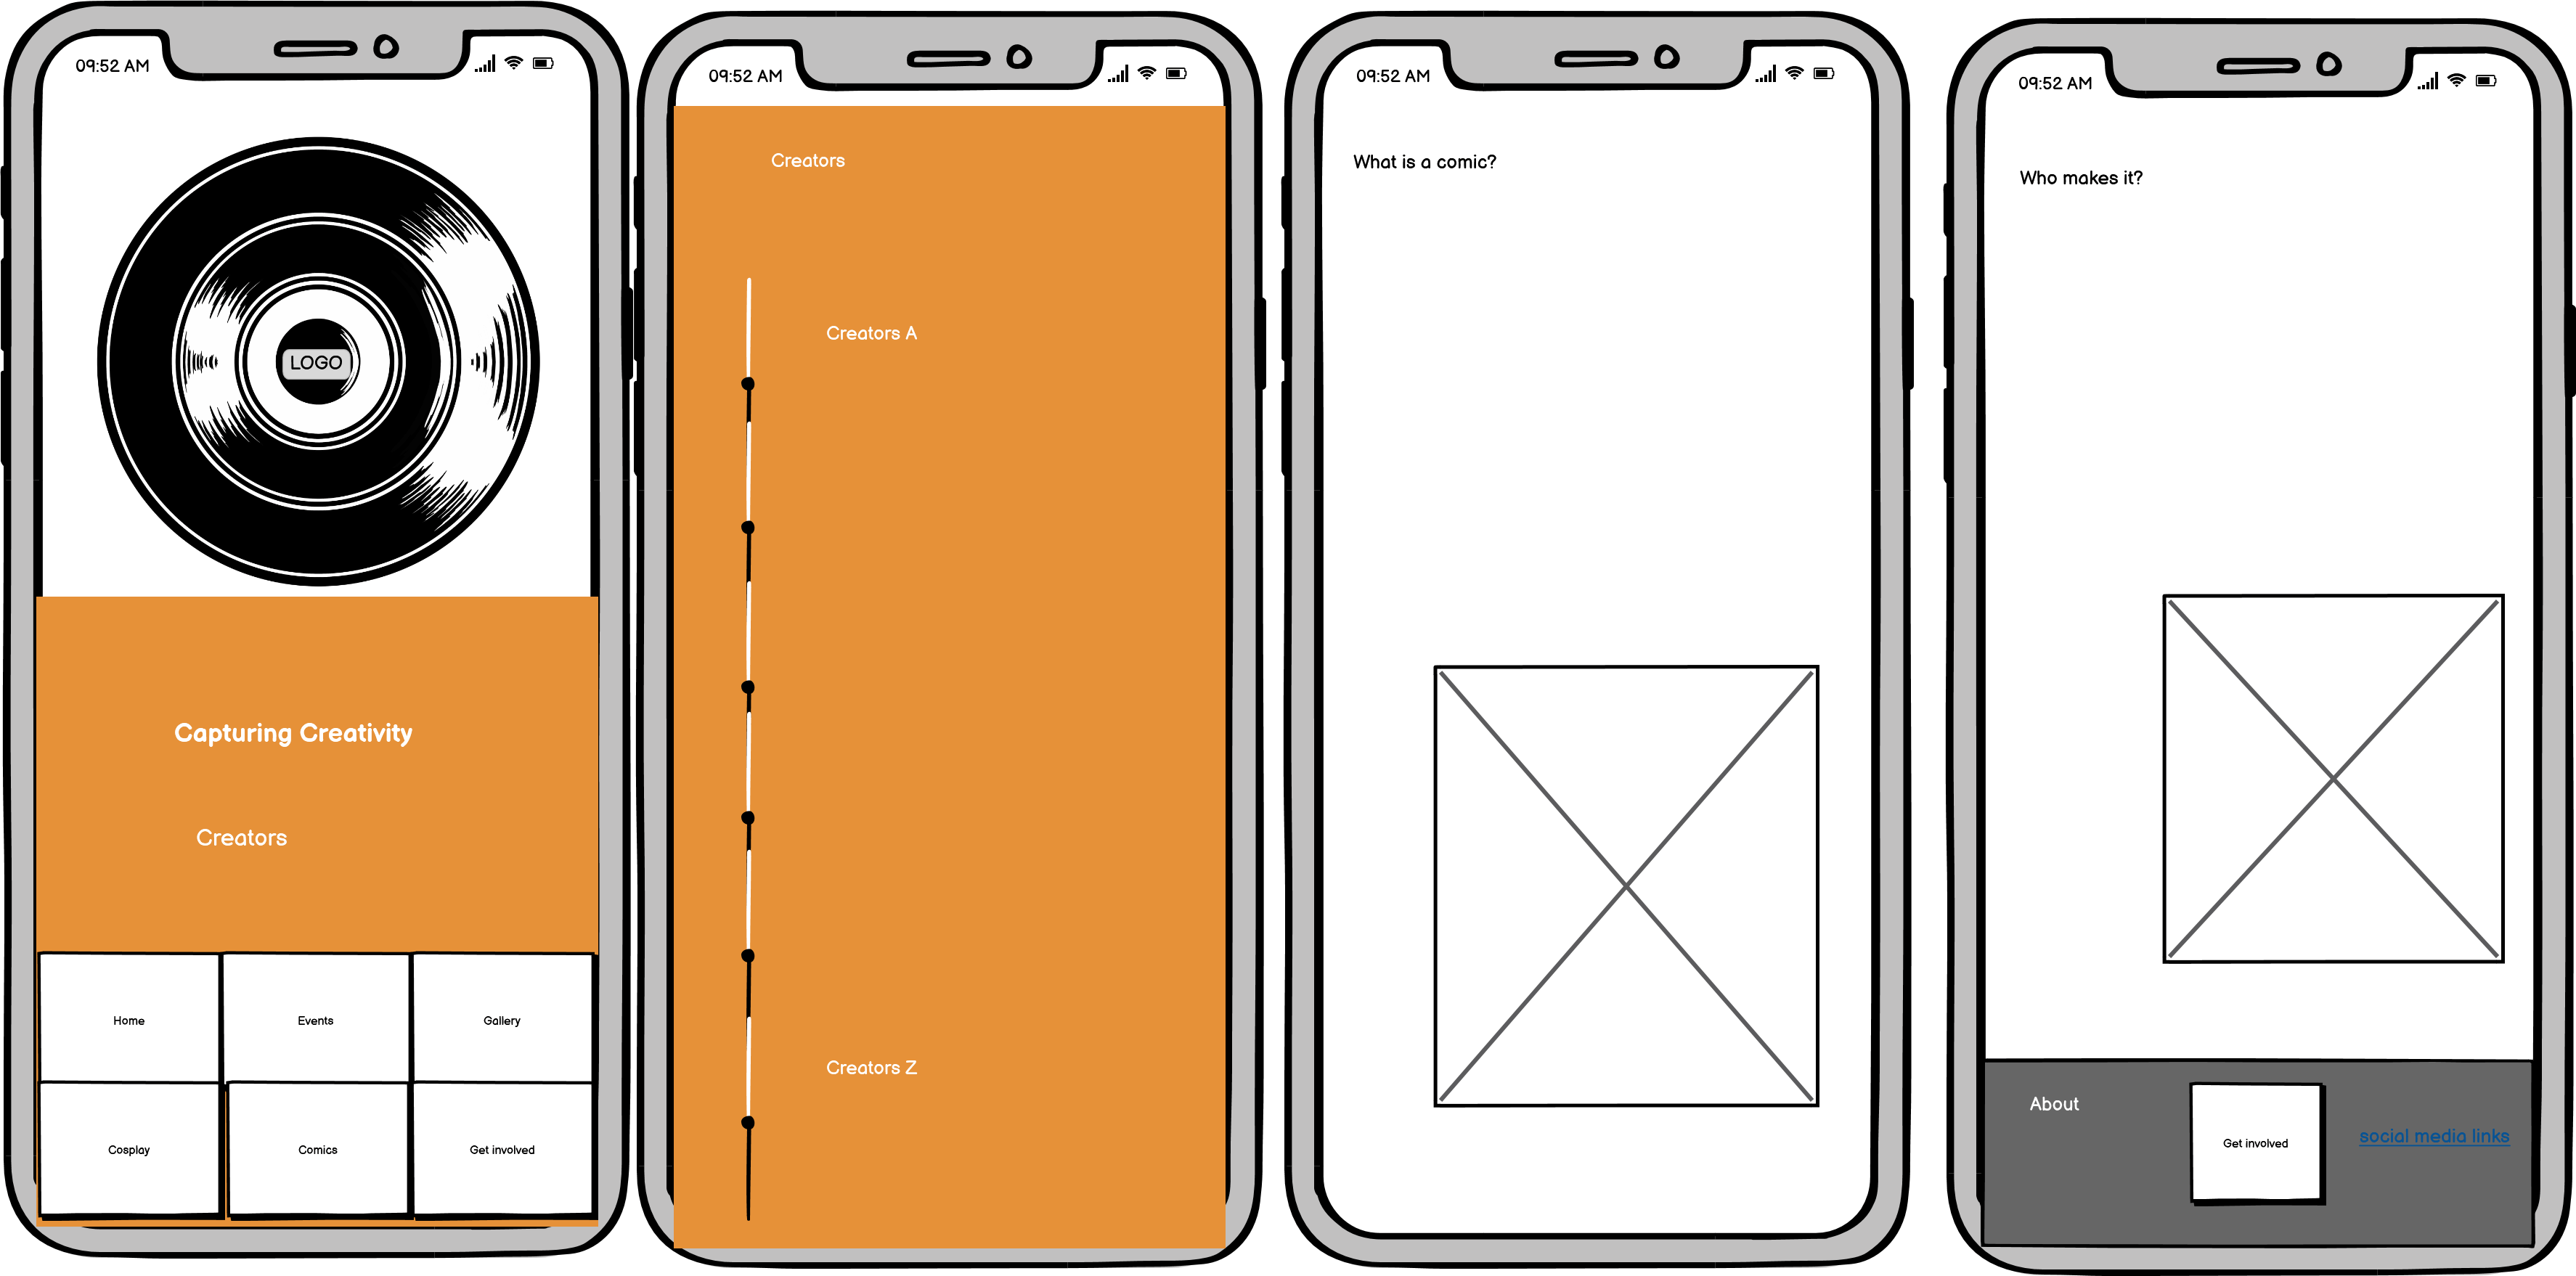 09:52 AM
LOGO
Capturing Creativity
Creators
Home
Events
Gallery
Cosplay
Comics
Get involved
09:52 AM
Creators
Creators A
Creators Z
09:52 AM
What is a comic?
09:52 AM
Who makes it?
About
Get involved
social media links